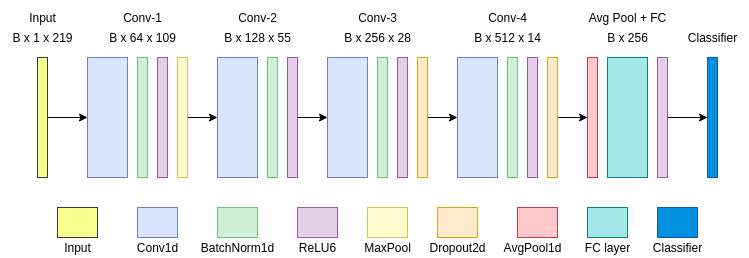 Input
Conv-1
Conv-2
Conv-3
Conv-4
Avg Pool + FC
B x 1 x 219
B x 64 x 109
B x 128 x 55
B x 256 x 28
B x 512 x 14
B x 256
Classifier
Input
Conv1d
BatchNorm1d
ReLU6
MaxPool
Dropout2d
AvgPool1d
FC layer
Classifier